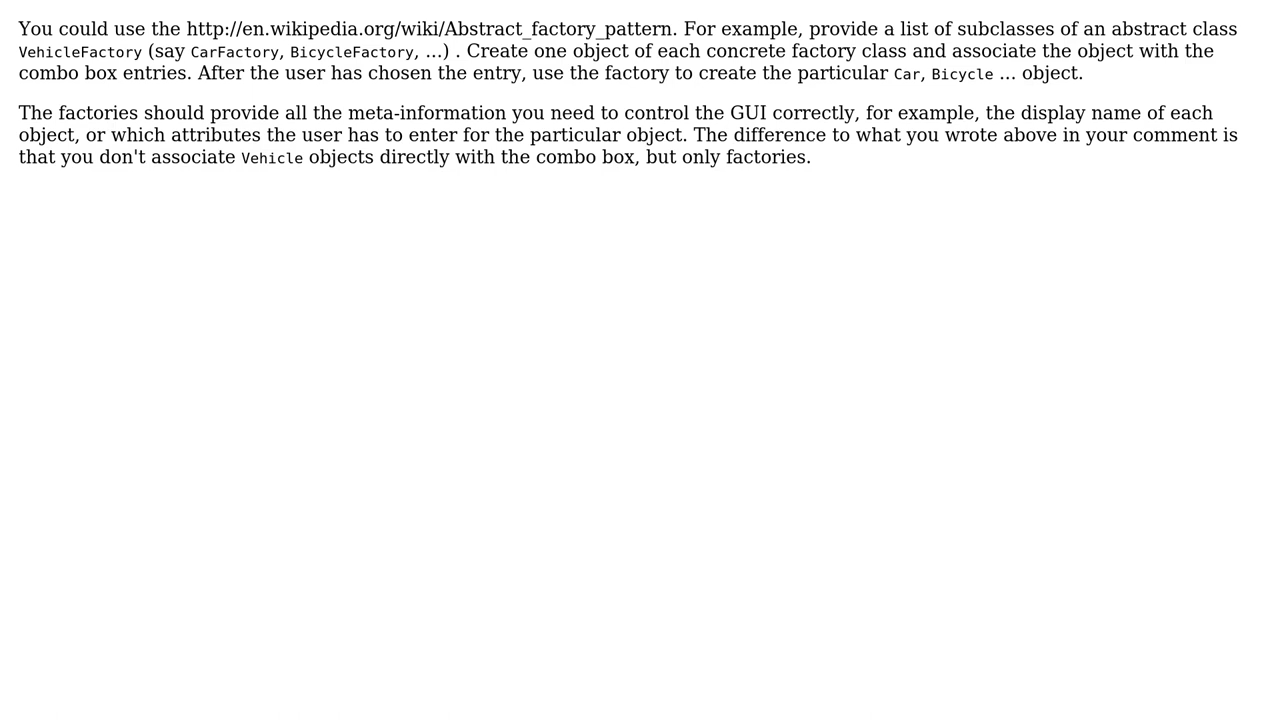 You could use the http://en.wikipedia.org/wiki/Abstract_factory_pattern. For example, provide a list of subclasses of an abstract class
VehicleFactory (say CarFactory, BicycleFactory, ...) . Create one object of each concrete factory class and associate the object with the
combo box entries. After the user has chosen the entry, use the factory to create the particular Car, Bicycle ... object.
The factories should provide all the meta-information you need to control the GUI correctly, for example, the display name of each
object, or which attributes the user has to enter for the particular object. The difference to what you wrote above in your comment is
that you don't associate Vehicle objects directly with the combo box, but only factories.